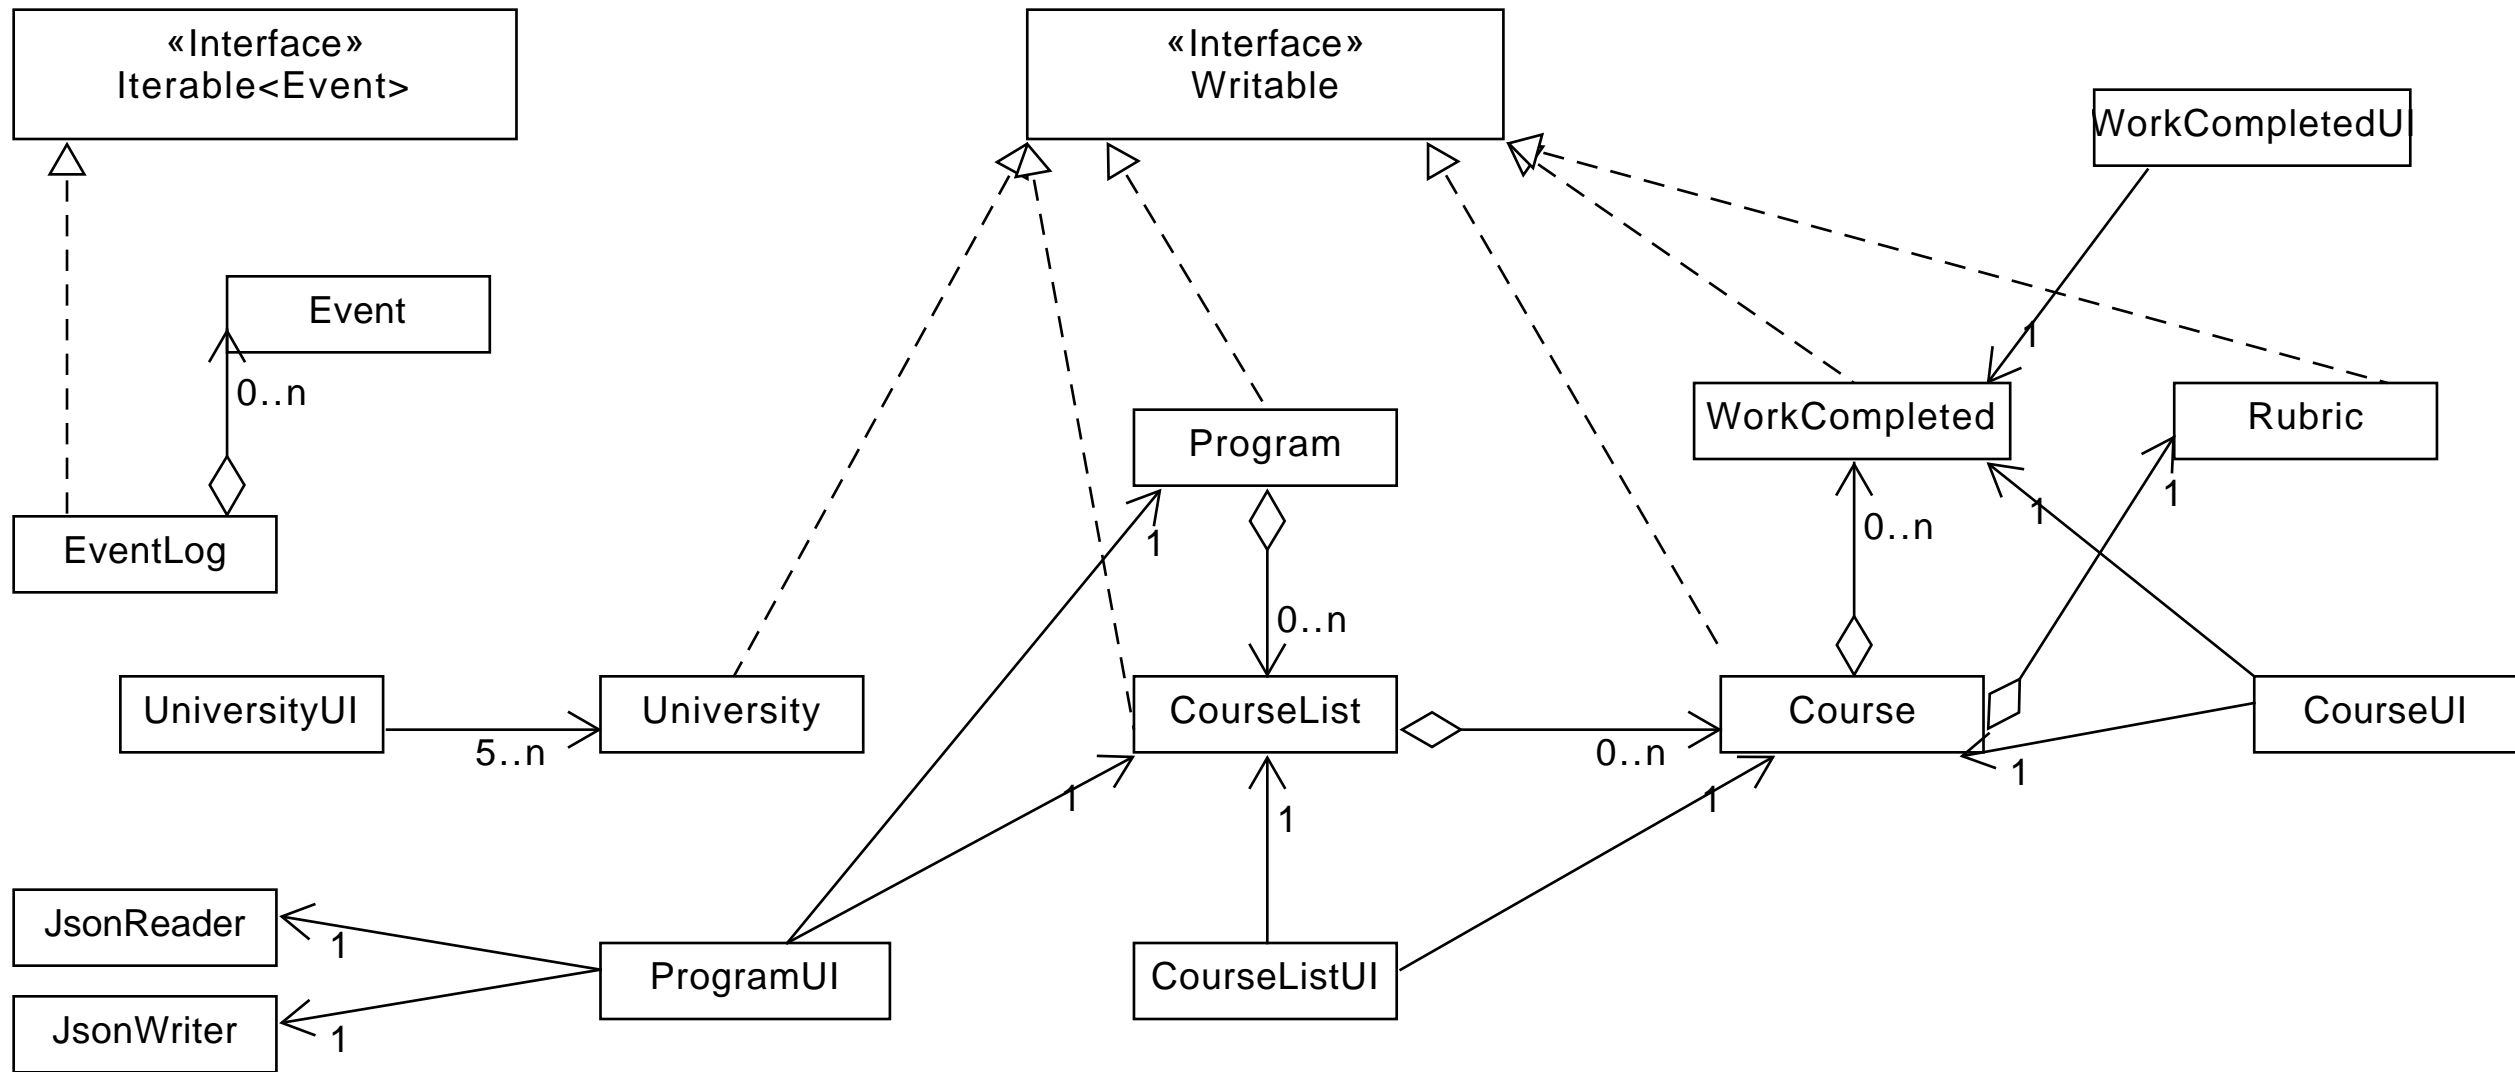 «Interface»
Iterable<Event>
«Interface»
Writable
WorkCompletedUI
Event
1
0..n
WorkCompleted
Rubric
Program
1
1
0..n
1
EventLog
0..n
UniversityUI
University
CourseList
Course
CourseUI
5..n
0..n
1
1
1
1
JsonReader
1
ProgramUI
CourseListUI
JsonWriter
1